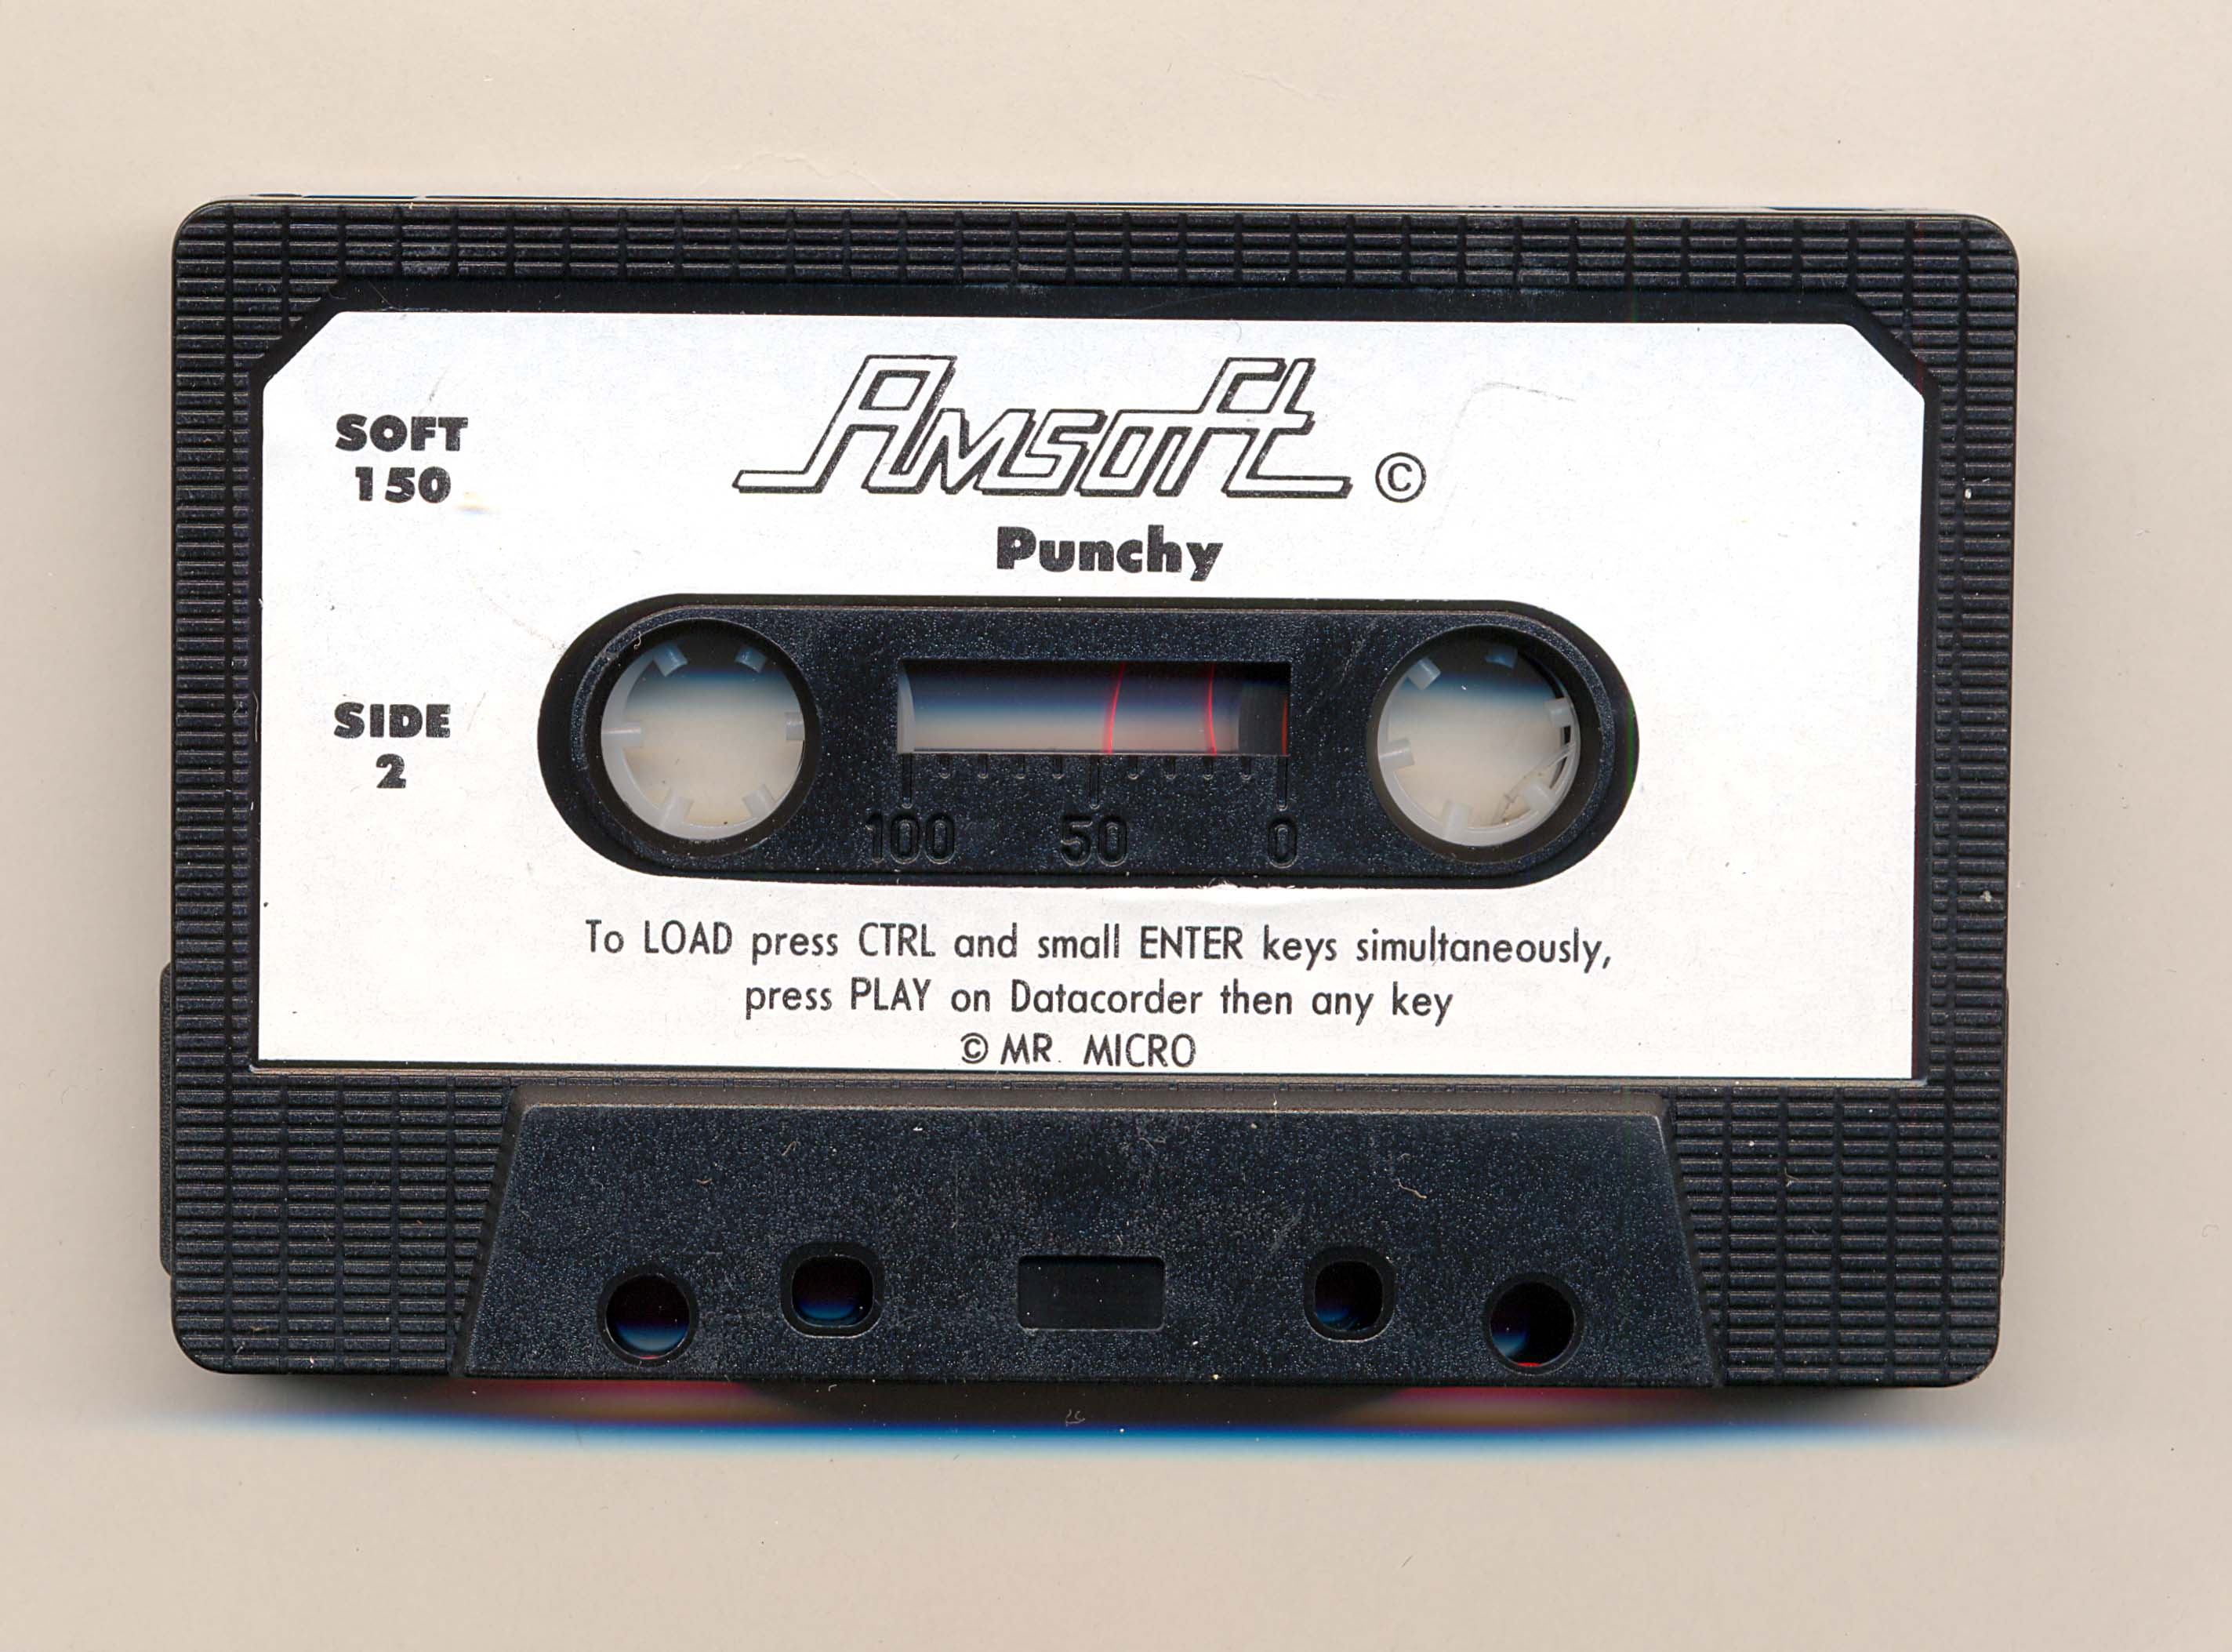 SOFT
150
Amsoft ©
Punchy
SIDE
2
100 50 0
To LOAD press CTRL and small ENTER keys simultaneously,
press PLAY on Datacorder then any key
© MR. MICRO